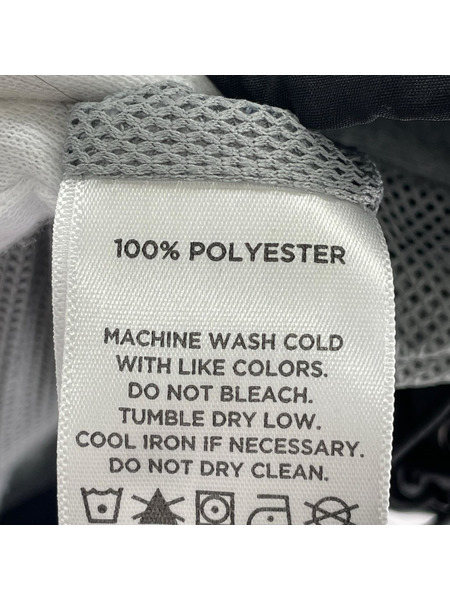 100% POLYESTER
MACHINE WASH COLD
WITH LIKE COLORS.
DO NOT BLEACH.
TUMBLE DRY LOW.
COOL IRON IF NECESSARY.
DO NOT DRY CLEAN.